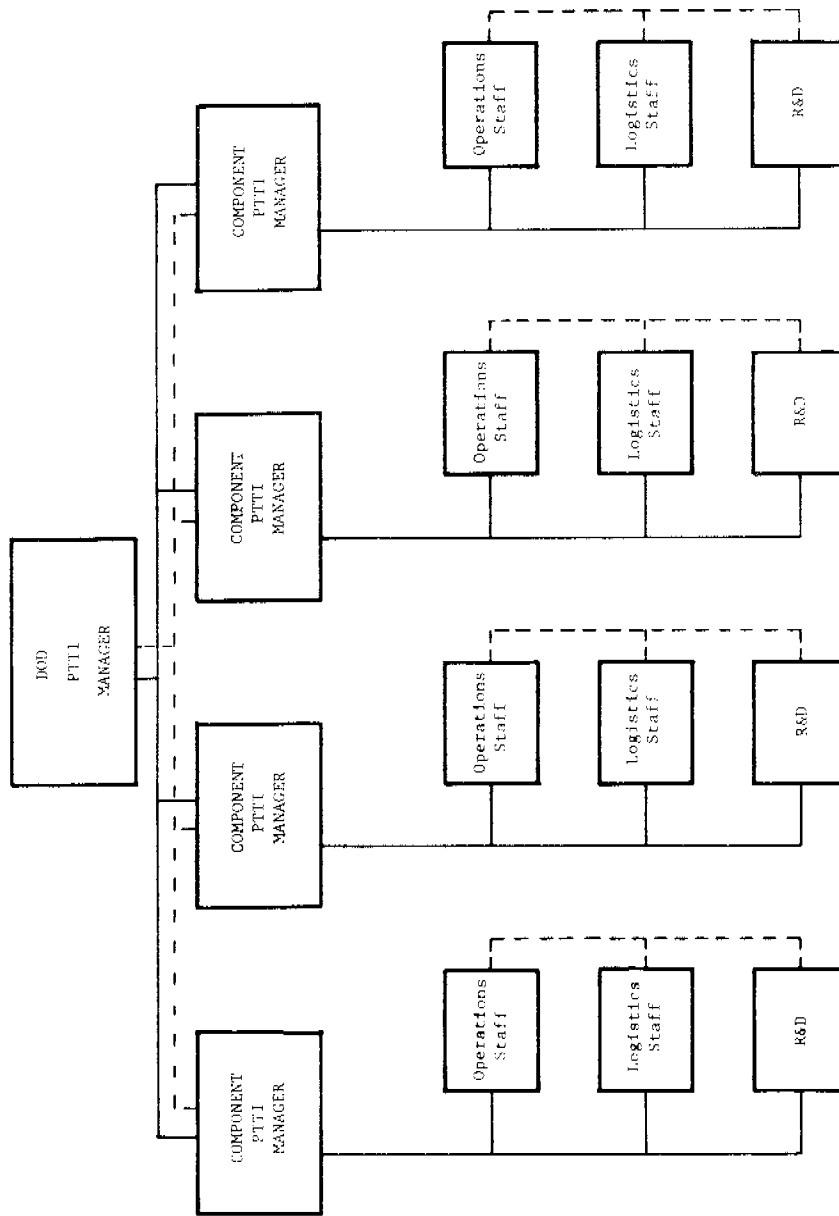 DOD
PTTI
MANAGER
COMPONENT
PTTI
MANAGER
COMPONENT
PTTI
MANAGER
COMPONENT
PTTI
MANAGER
COMPONENT
PTTI
MANAGER
Operations
Staff
Operations
Staff
Operations
Staff
Operations
Staff
Logistics
Staff
Logistics
Staff
Logistics
Staff
Logistics
Staff
R&D
R&D
R&D
R&D